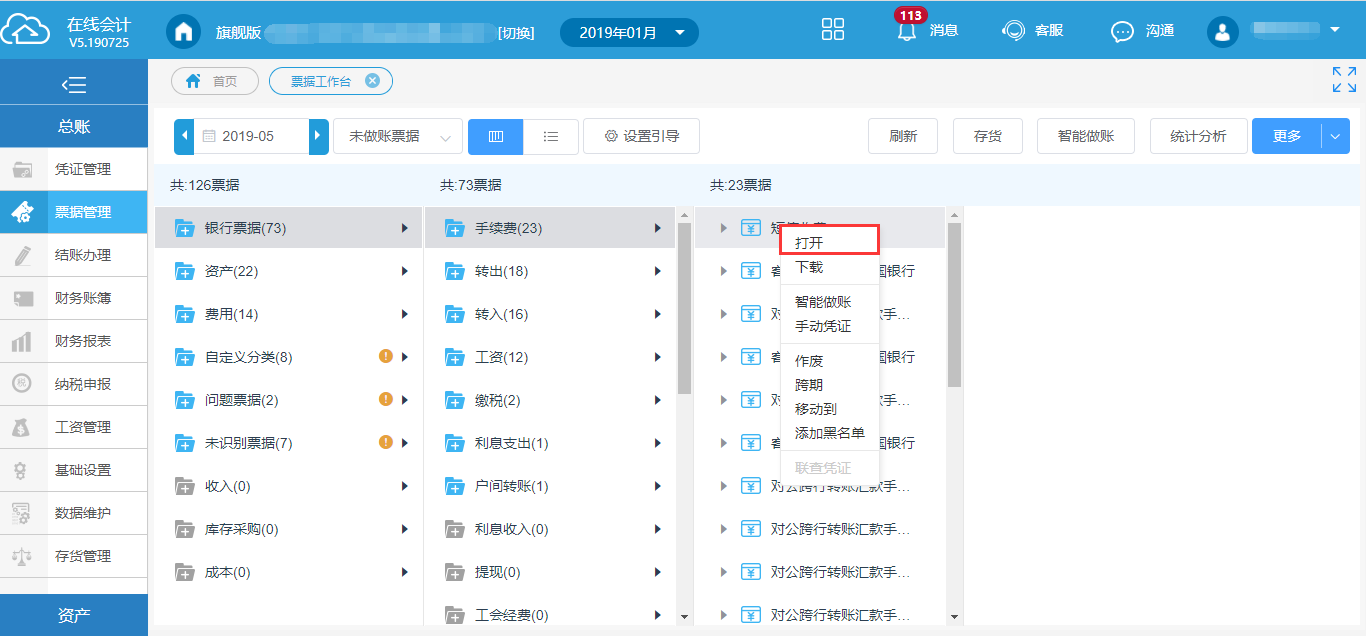 在线会计
V5.190725
旗舰版
[切换]
2019年01月
113
消息
客服
沟通
首页
票据工作台
总账
凭证管理
票据管理
结账办理
财务账簿
财务报表
纳税申报
工资管理
基础设置
数据维护
存货管理
资产
2019-05
未做账票据
设置引导
刷新
存货
智能做账
统计分析
更多
共:126票据
共:73票据
共:23票据
银行票据(73)
资产(22)
费用(14)
自定义分类(8)
问题票据(2)
未识别票据(7)
收入(0)
库存采购(0)
成本(0)
手续费(23)
转出(18)
转入(16)
工资(12)
缴税(2)
利息支出(1)
户间转账(1)
利息收入(0)
提现(0)
工会经费(0)
国银行
对
手...
国银行
对
手...
国银行
对公跨行转账汇款手...
对公跨行转账汇款手...
对公跨行转账汇款手...
对公跨行转账汇款手...
打开
下载
智能做账
手动凭证
作废
跨期
移动到
添加黑名单
联查凭证